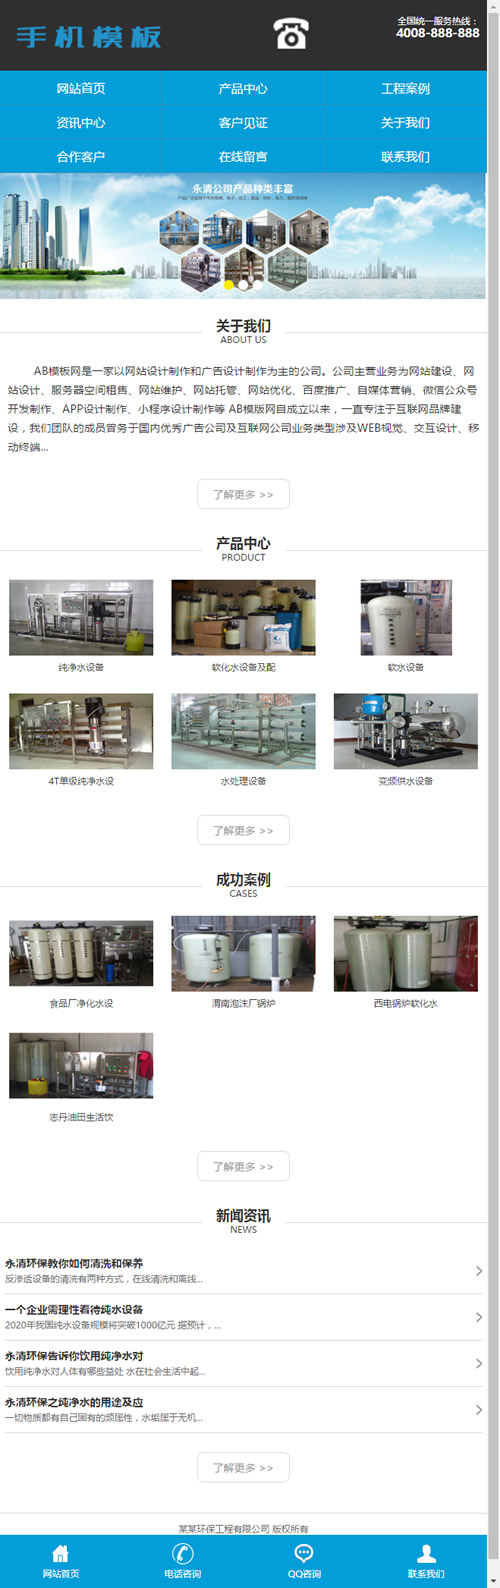 手机模板
全国统一服务热线：
4008-888-888
网站首页 产品中心 工程案例
资讯中心 客户见证 关于我们
合作客户 在线留言 联系我们
永清公司产品种类丰富
关于我们
ABOUT US
AB模板网是一家以网站设计制作和广告设计制作为主的公司。公司主营业务为网站建设、网
站设计、服务器空间租售、网站维护、网站托管、网站优化、百度推广、自媒体营销、微信公众号
开发制作、APP设计制作、小程序设计制作等 AB模版网自成立以来，一直专注于互联网品牌建
设，我们团队的成员曾务于国内优秀广告公司及互联网公司业务类型涉及WEB视觉、交互设计、移
动终端...
了解更多 >>
产品中心
PRODUCT
纯净水设备 软化水设备及配 软水设备
4T单级纯净水设 水处理设备 变频供水设备
了解更多 >>
成功案例
CASES
食品厂净化水设 渭南泡沫厂锅炉 西电锅炉软化水
志丹油田生活饮
了解更多 >>
新闻资讯
NEWS
永清环保教你如何清洗和保养
反渗透设备的清洗有两种方式，在线清洗和离线...
一个企业需理性看待纯水设备
2020年我国纯水设备规模将突破1000亿元 据预计，...
永清环保告诉你饮用纯净水对
饮用纯净水对人体有哪些益处 水在社会生活中起...
永清环保之纯净水的用途及应
一切物质都有自己固有的烦属性，水垢属于无机...
了解更多 >>
某某环保工程有限公司 版权所有
网站首页 电话咨询 QQ咨询 联系我们